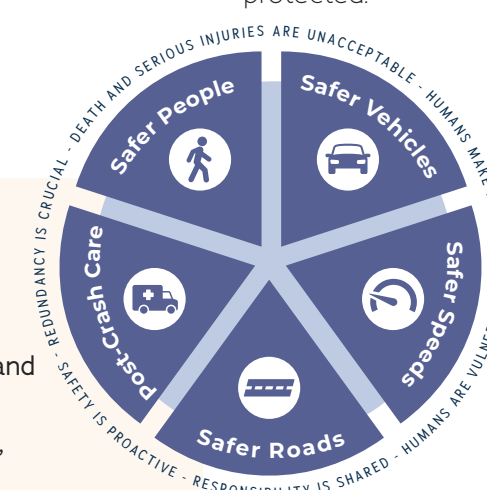 protected.
DEATH AND SERIOUS INJURIES ARE UNACCEPTABLE - HUMANS MAKE
Safer People
Safer Vehicles
REDUNDANCY IS CRUCIAL -
Post-Crash Care
Safer Speeds
and
Safer Roads
,
- SAFETY IS PROACTIVE - RESPONSIBILITY IS SHARED - HUMANS ARE